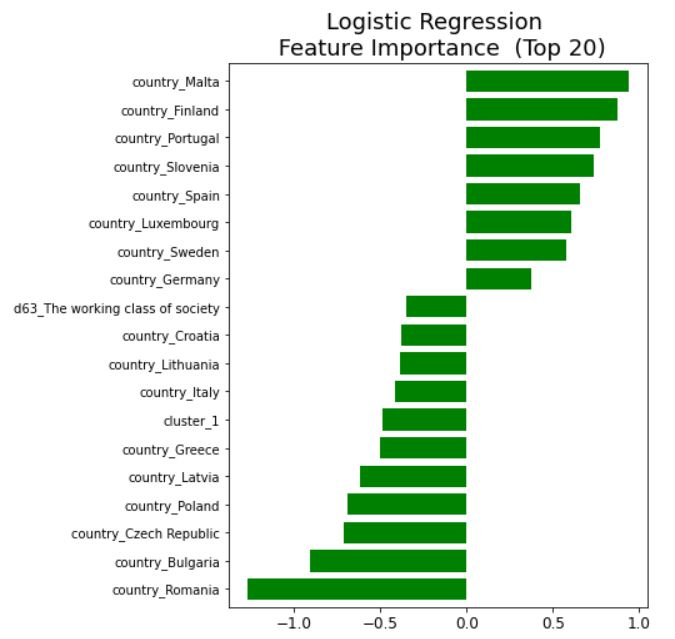 Logistic Regression
Feature Importance  (Top 20)
country_Malta
country_Finland
country_Portugal
country_Slovenia
country_Spain
country_Luxembourg
country_Sweden
country_Germany
d63_The working class of society
country_Croatia
country_Lithuania
country_Italy
cluster_1
country_Greece
country_Latvia
country_Poland
country_Czech Republic
country_Bulgaria
country_Romania
−1.0 −0.5 0.0 0.5 1.0